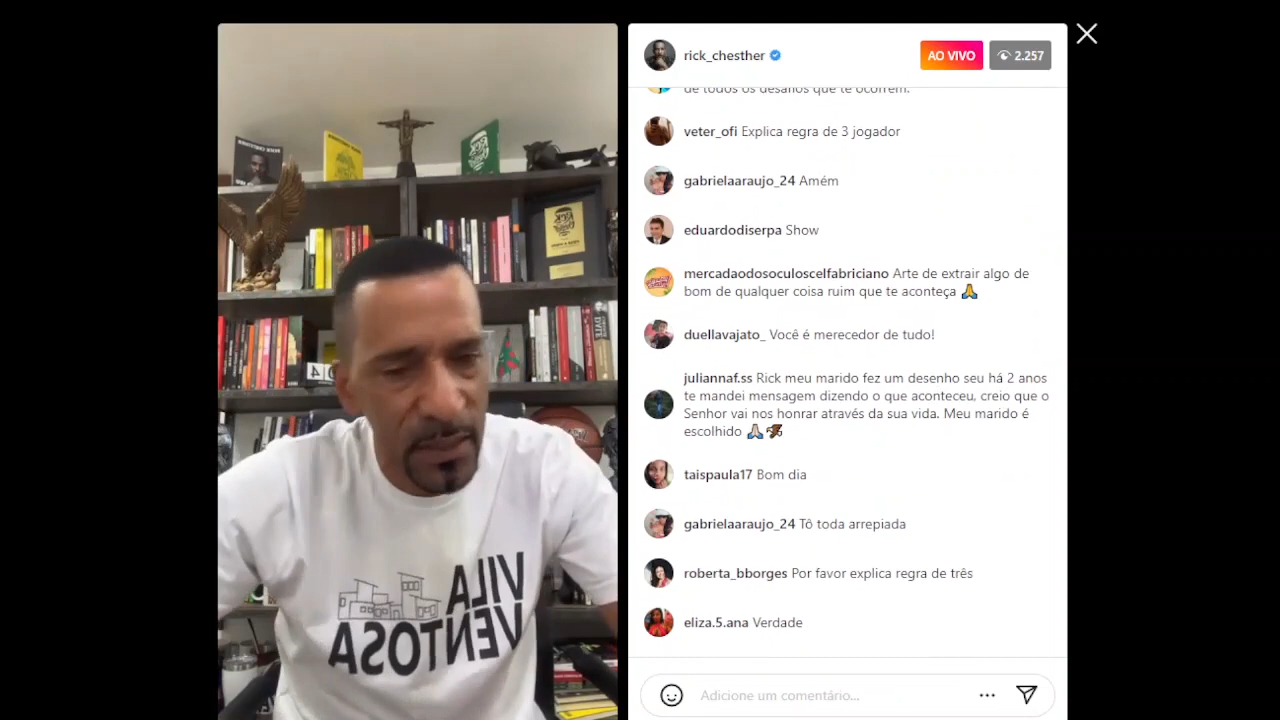 rick_chesther
AO VIVO
2.257
de todos os desafios que te ocorrem.
veter_ofi Explica regra de 3 jogador
gabrielaaraujo_24 Amém
eduardodiserpa Show
mercadaodosoculoscelfabriciano Arte de extrair algo de
bom de qualquer coisa ruim que te aconteça 🙏
duellavajato_ Você é merecedor de tudo!
juliannaf.ss Rick meu marido fez um desenho seu há 2 anos
te mandei mensagem dizendo o que aconteceu, creio que o
Senhor vai nos honrar através da sua vida. Meu marido é
escolhido 🙏🏻🦅
taispaula17 Bom dia
gabrielaaraujo_24 Tô toda arrepiada
roberta_bborges Por favor explica regra de três
eliza.5.ana Verdade
Adicione um comentário...
VILA
VENTOSA